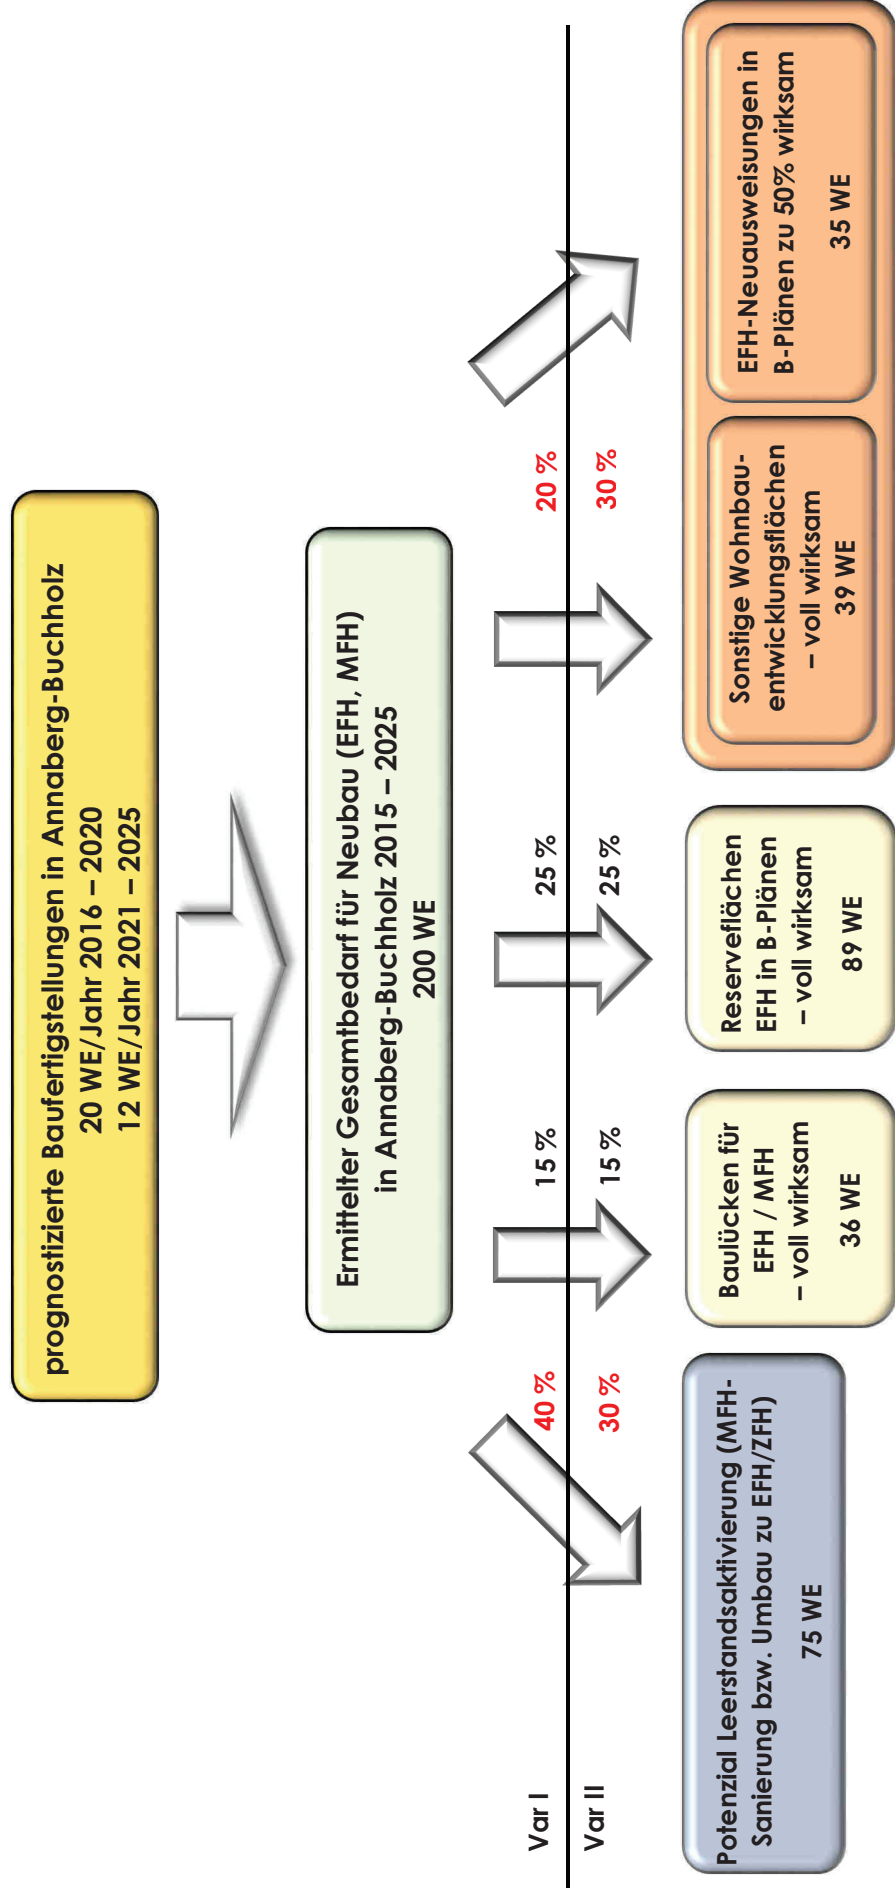 prognostizierte Baufertigstellungen in Annaberg-Buchholz
20 WE/Jahr 2016 – 2020
12 WE/Jahr 2021 – 2025
Ermittelter Gesamtbedarf für Neubau (EFH, MFH)
in Annaberg-Buchholz 2015 – 2025
200 WE
Var I
40 %
15 %
25 %
20 %
Var II
30 %
15 %
25 %
30 %
Potenzial Leerstandsaktivierung (MFH-
Sanierung bzw. Umbau zu EFH/ZFH)
75 WE
Baulücken für
EFH / MFH
– voll wirksam
36 WE
Reserveflächen
EFH in B-Plänen
– voll wirksam
89 WE
Sonstige Wohnbau-
entwicklungsflächen
– voll wirksam
39 WE
EFH-Neuausweisungen in
B-Plänen zu 50% wirksam
35 WE